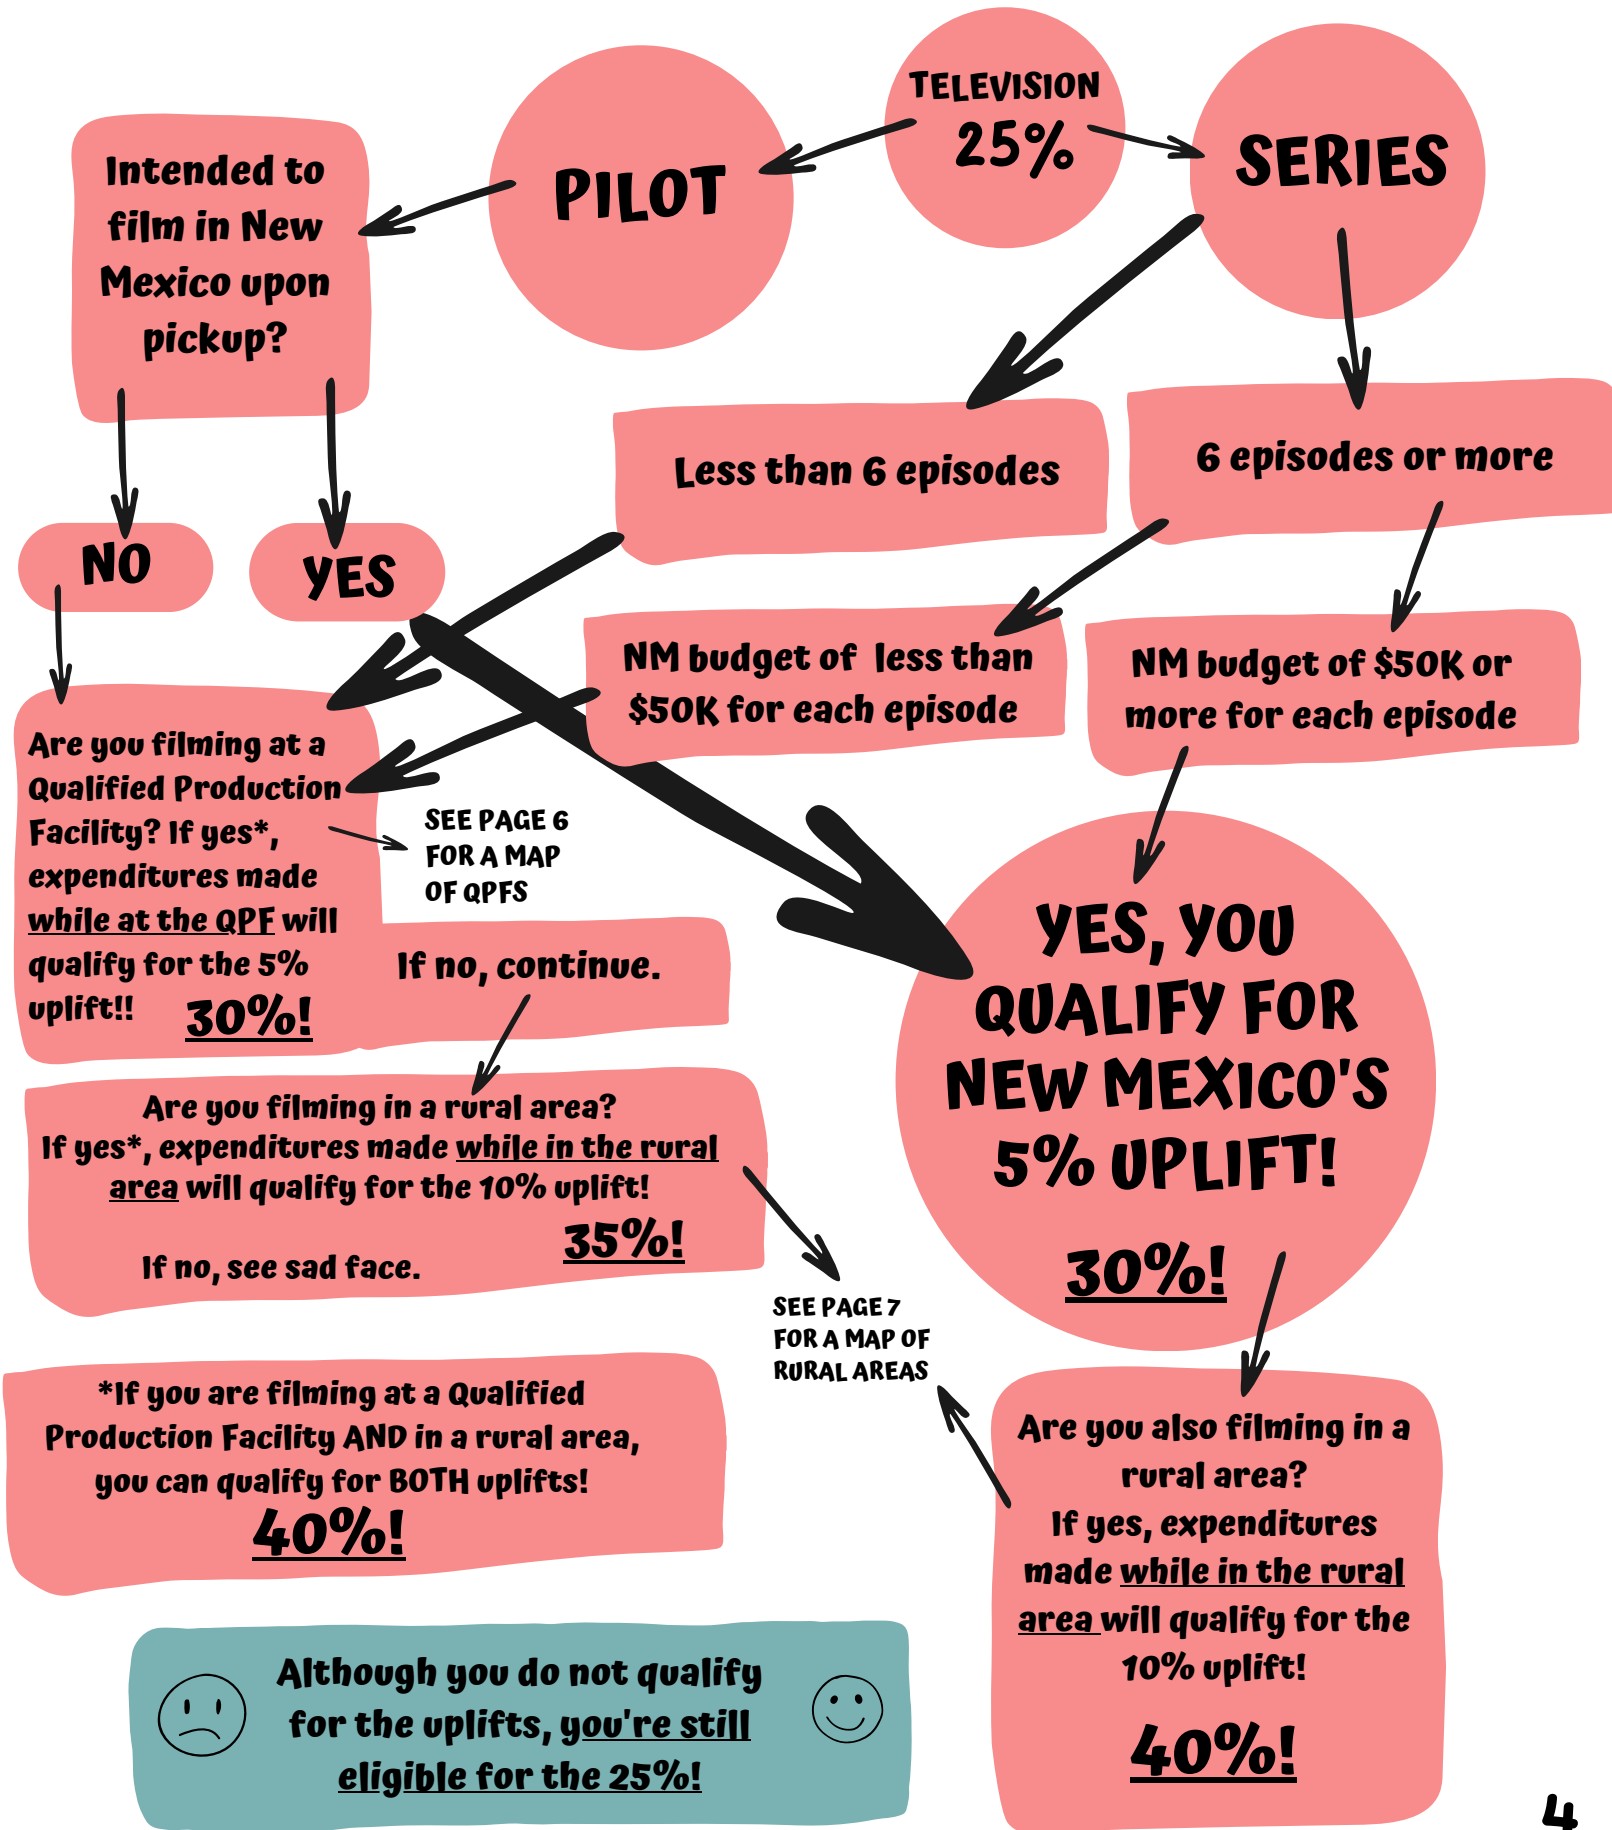 TELEVISION
25%
PILOT
SERIES
Intended to
film in New
Mexico upon
pickup?
NO
YES
Less than 6 episodes
6 episodes or more
NM budget of less than
$50K for each episode
NM budget of $50K or
more for each episode
Are you filming at a
Qualified Production
Facility? If yes*,
expenditures made
while at the QPF will
qualify for the 5%
uplift!!
30%!
SEE PAGE 6
FOR A MAP
OF QPFS
If no, continue.
YES, YOU
QUALIFY FOR
NEW MEXICO'S
5% UPLIFT!
30%!
Are you filming in a rural area?
If yes*, expenditures made while in the rural
area will qualify for the 10% uplift!
35%!
If no, see sad face.
SEE PAGE 7
FOR A MAP OF
RURAL AREAS
*If you are filming at a Qualified
Production Facility AND in a rural area,
you can qualify for BOTH uplifts!
40%!
Are you also filming in a
rural area?
If yes, expenditures
made while in the rural
area will qualify for the
10% uplift!
40%!
Although you do not qualify
for the uplifts, you're still
eligible for the 25%!
4